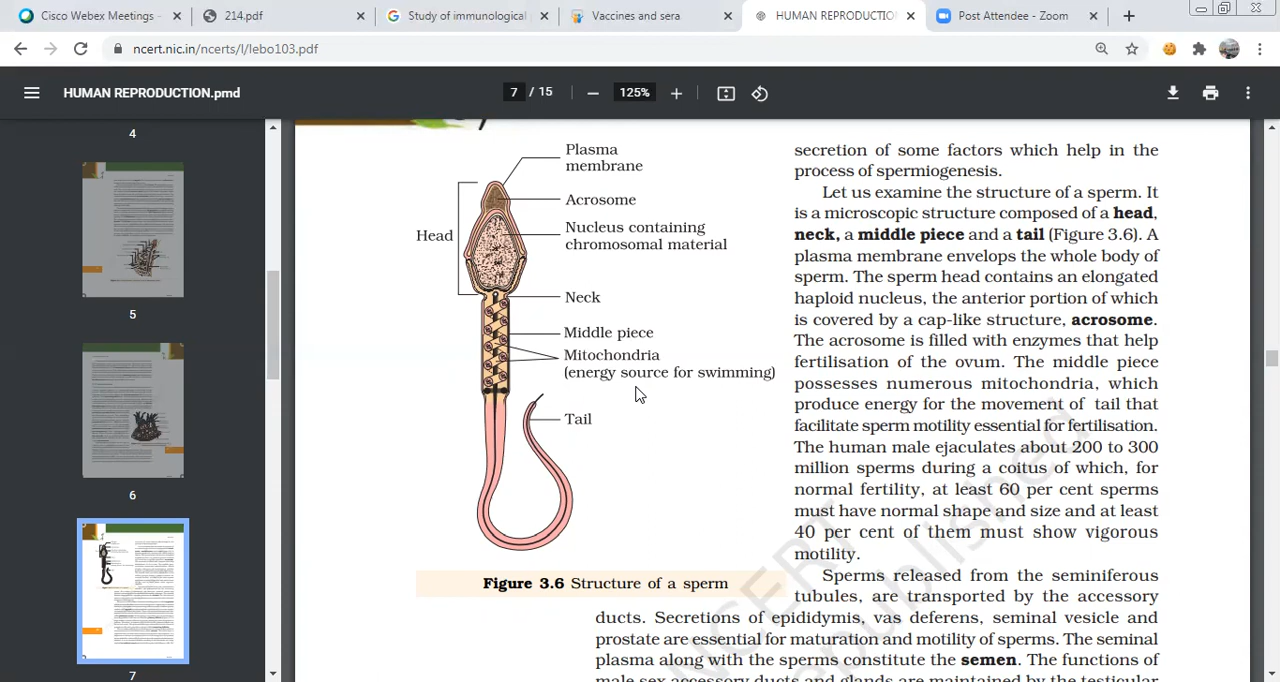 Cisco Webex Meetings -
214.pdf
Study of immunological
Vaccines and sera
HUMAN REPRODUCTION
Post Attendee - Zoom
ncert.nic.in/ncerts/l/lebo103.pdf
HUMAN REPRODUCTION.pmd
7 / 15
125%
4
5
6
7
Plasma
membrane
Acrosome
Head
Nucleus containing
chromosomal material
Neck
Middle piece
Mitochondria
(energy source for swimming)
Tail
Figure 3.6 Structure of a sperm
secretion of some factors which help in the
process of spermiogenesis.
Let us examine the structure of a sperm. It
is a microscopic structure composed of a head,
neck, a middle piece and a tail (Figure 3.6). A
plasma membrane envelops the whole body of
sperm. The sperm head contains an elongated
haploid nucleus, the anterior portion of which
is covered by a cap-like structure, acrosome.
The acrosome is filled with enzymes that help
fertilisation of the ovum. The middle piece
possesses numerous mitochondria, which
produce energy for the movement of tail that
facilitate sperm motility essential for fertilisation.
The human male ejaculates about 200 to 300
million sperms during a coitus of which, for
normal fertility, at least 60 per cent sperms
must have normal shape and size and at least
40 per cent of them must show vigorous
motility.
Sperms released from the seminiferous
tubules, are transported by the accessory
ducts. Secretions of epididymis, vas deferens, seminal vesicle and
prostate are essential for maturation and motility of sperms. The seminal
plasma along with the sperms constitute the semen. The functions of
male sex accessory ducts and glands are maintained by the testicular